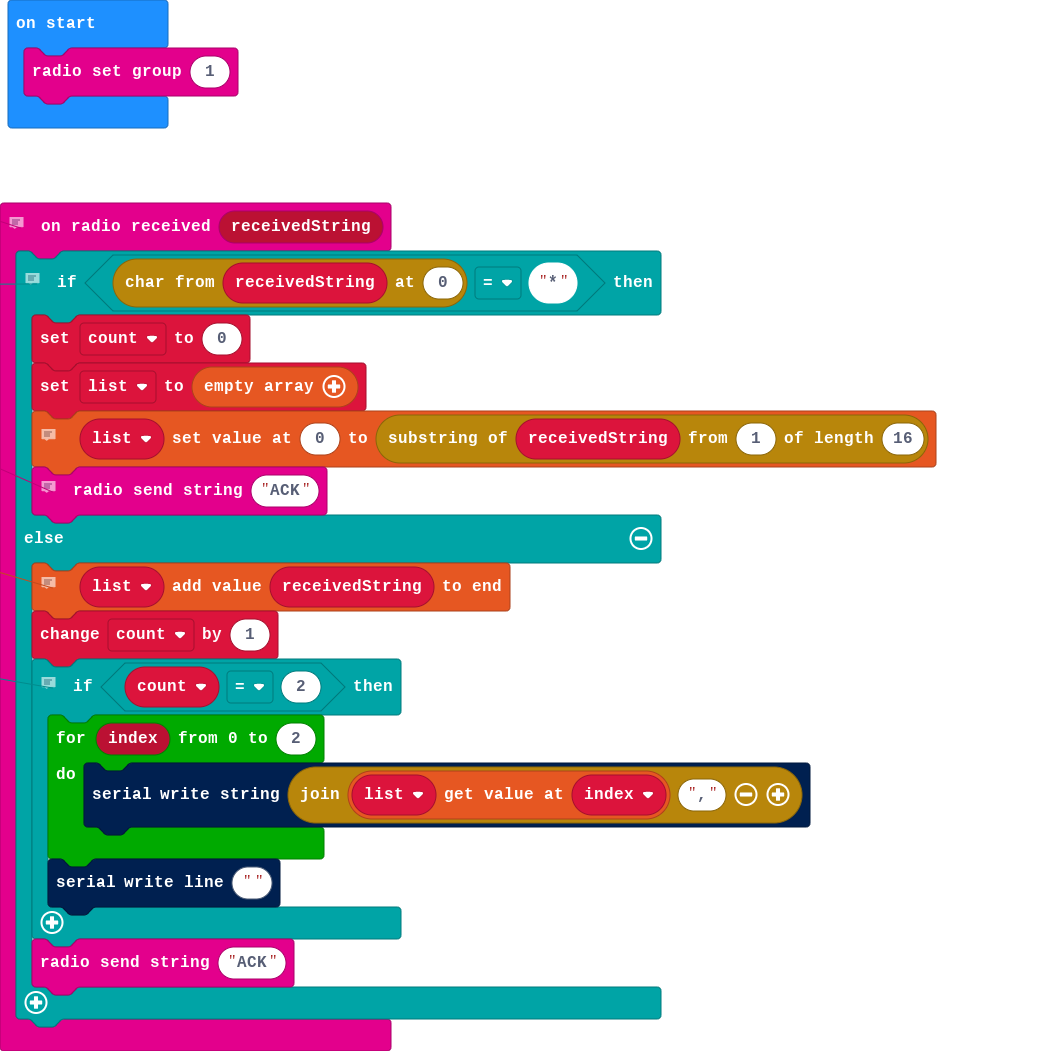 on start
radio set group 1
on radio received receivedString
if char from receivedString at 0 = "*" then
set count to 0
set list to empty array
list set value at 0 to substring of receivedString from 1 of length 16
radio send string "ACK"
else
list add value receivedString to end
change count by 1
if count = 2 then
for index from 0 to 2
do
serial write string join list get value at index ","
serial write line ""
radio send string "ACK"